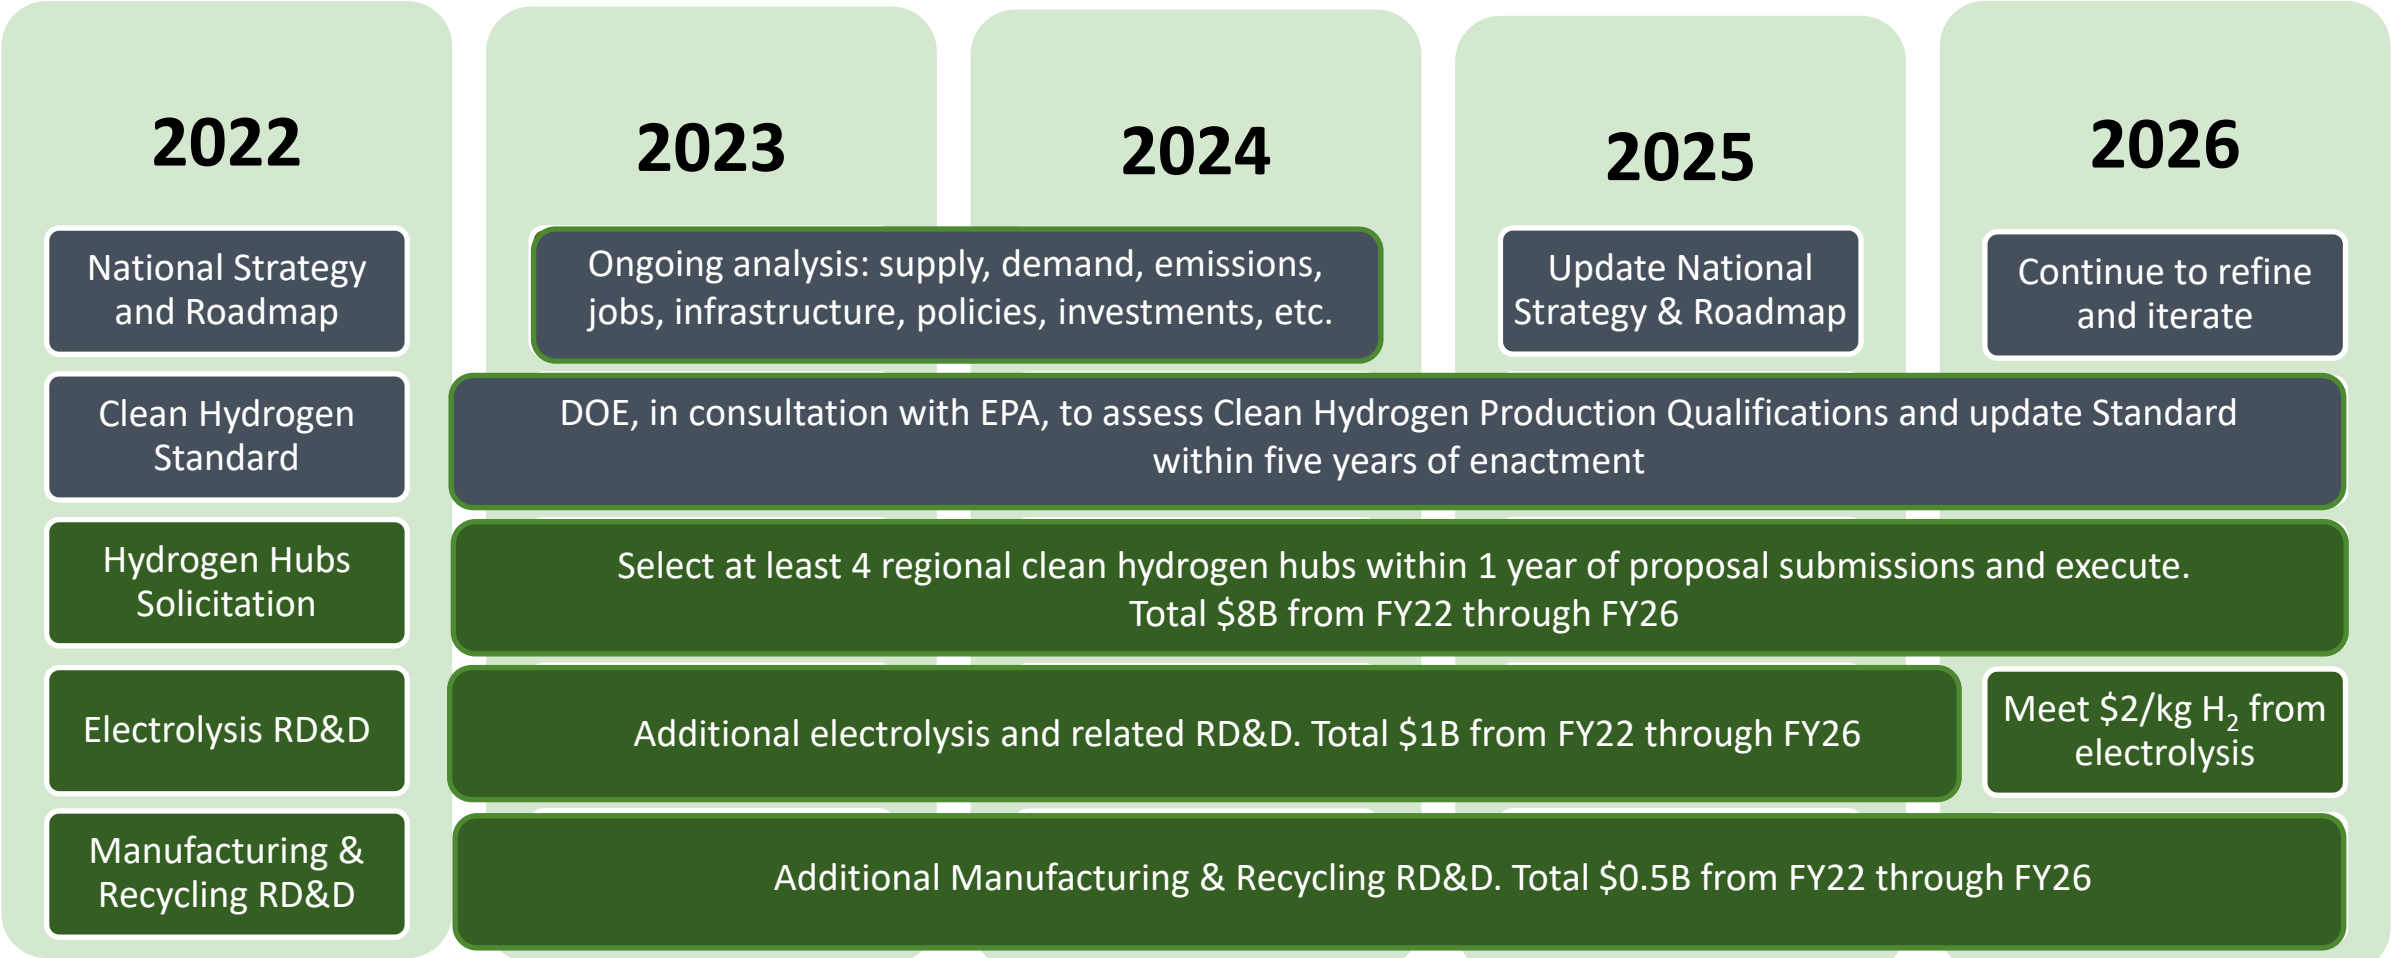 2022
2023
2024
2025
2026
National Strategy
and Roadmap
Ongoing analysis: supply, demand, emissions,
jobs, infrastructure, policies, investments, etc.
Update National
Strategy & Roadmap
Continue to refine
and iterate
Clean Hydrogen
Standard
DOE, in consultation with EPA, to assess Clean Hydrogen Production Qualifications and update Standard
within five years of enactment
Hydrogen Hubs
Solicitation
Select at least 4 regional clean hydrogen hubs within 1 year of proposal submissions and execute.
Total $8B from FY22 through FY26
Electrolysis RD&D
Additional electrolysis and related RD&D. Total $1B from FY22 through FY26
Meet $2/kg H₂ from
electrolysis
Manufacturing &
Recycling RD&D
Additional Manufacturing & Recycling RD&D. Total $0.5B from FY22 through FY26